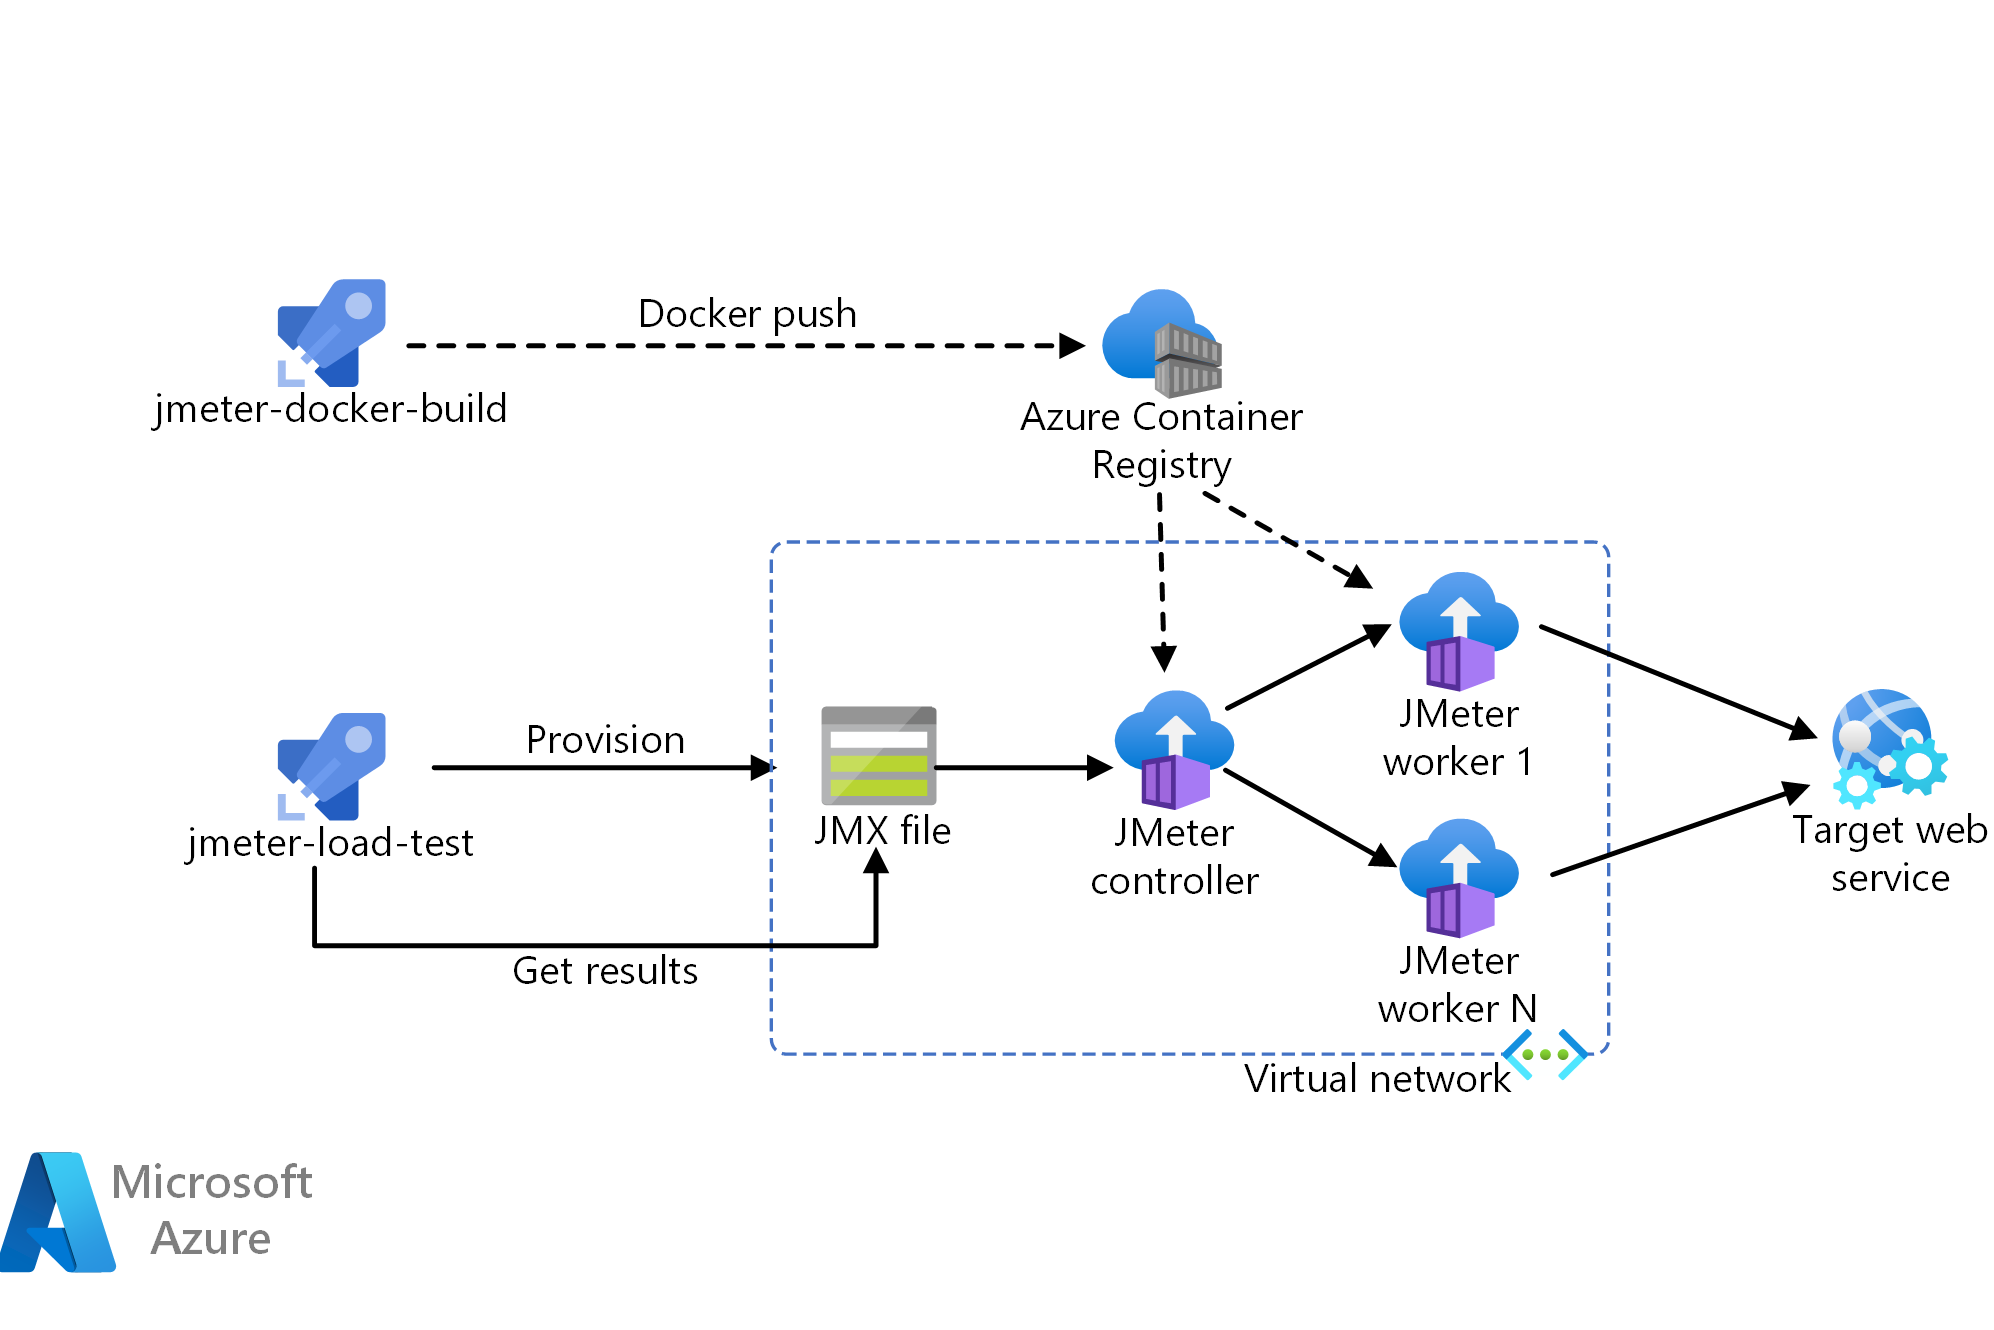 Docker push
jmeter-docker-build
Azure Container
Registry
Provision
jmeter-load-test
Get results
JMX file
JMeter
controller
JMeter
worker 1
JMeter
worker N
Target web
service
Virtual network
Microsoft
Azure